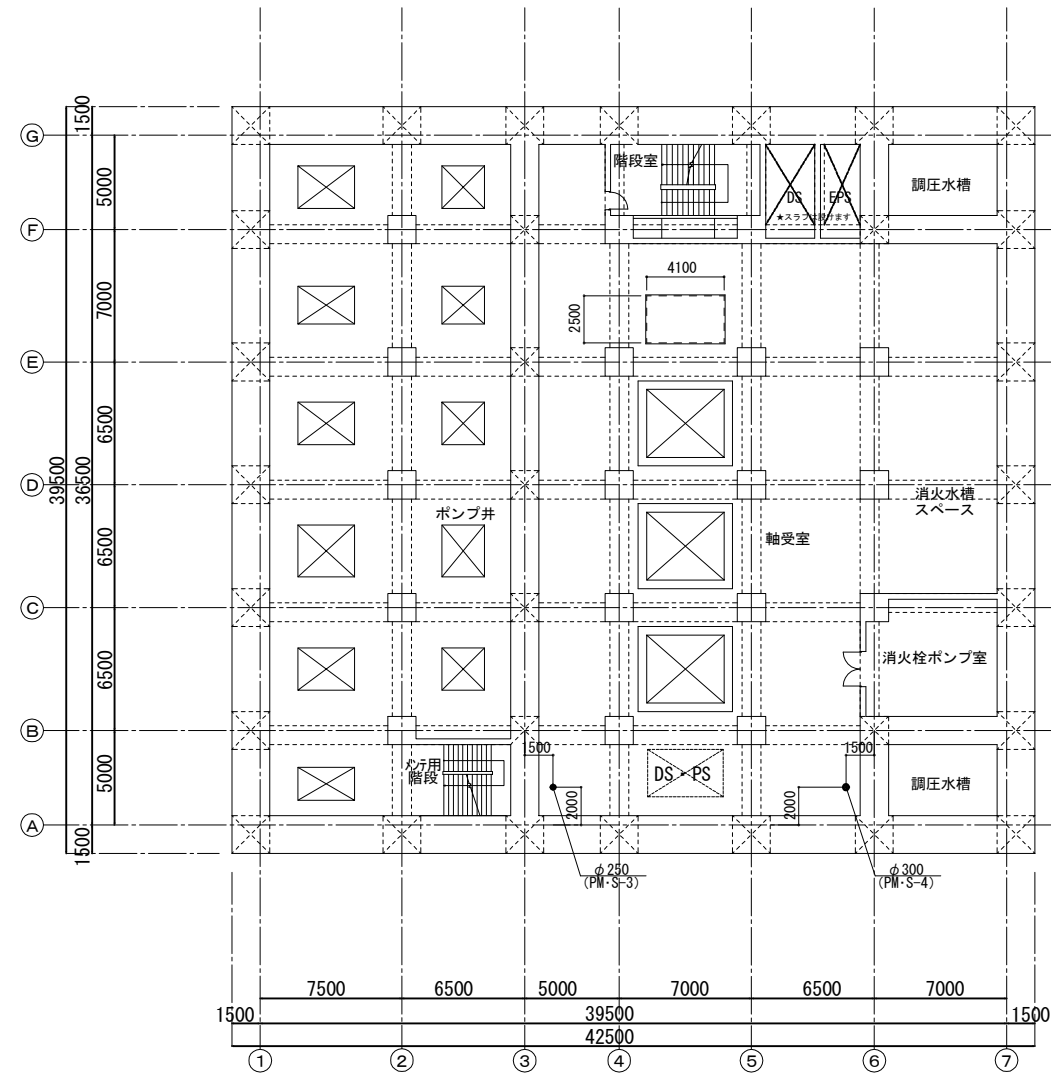 1500
G
5000
階段室
DS
EPS
★スラブは設けます
調圧水槽
F
7000
4100
2500
E
6500
39500
36500
D
ポンプ井
軸受室
消火水槽
スペース
6500
C
6500
消火栓ポンプ室
B
1500
1500
ﾒﾝﾃ用
階段
DS・PS
調圧水槽
5000
2000
2000
A
1500
φ250
(PM・S-3)
φ300
(PM・S-4)
7500
6500
5000
7000
6500
7000
1500
39500
1500
42500
1
2
3
4
5
6
7